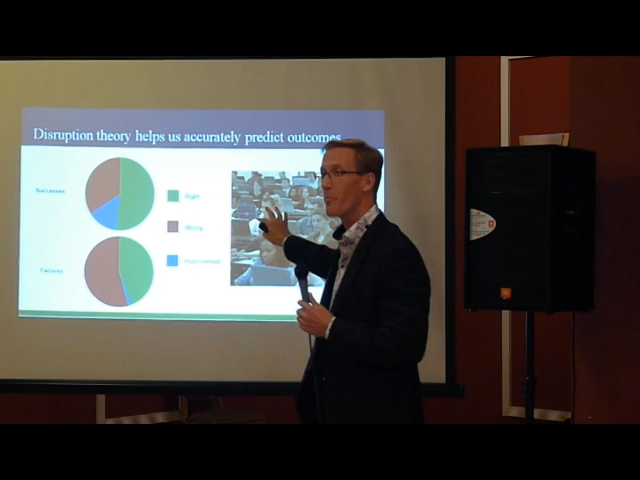 Disruption theory helps us accurately predict outcomes
Successes
Right
Wrong
Failures